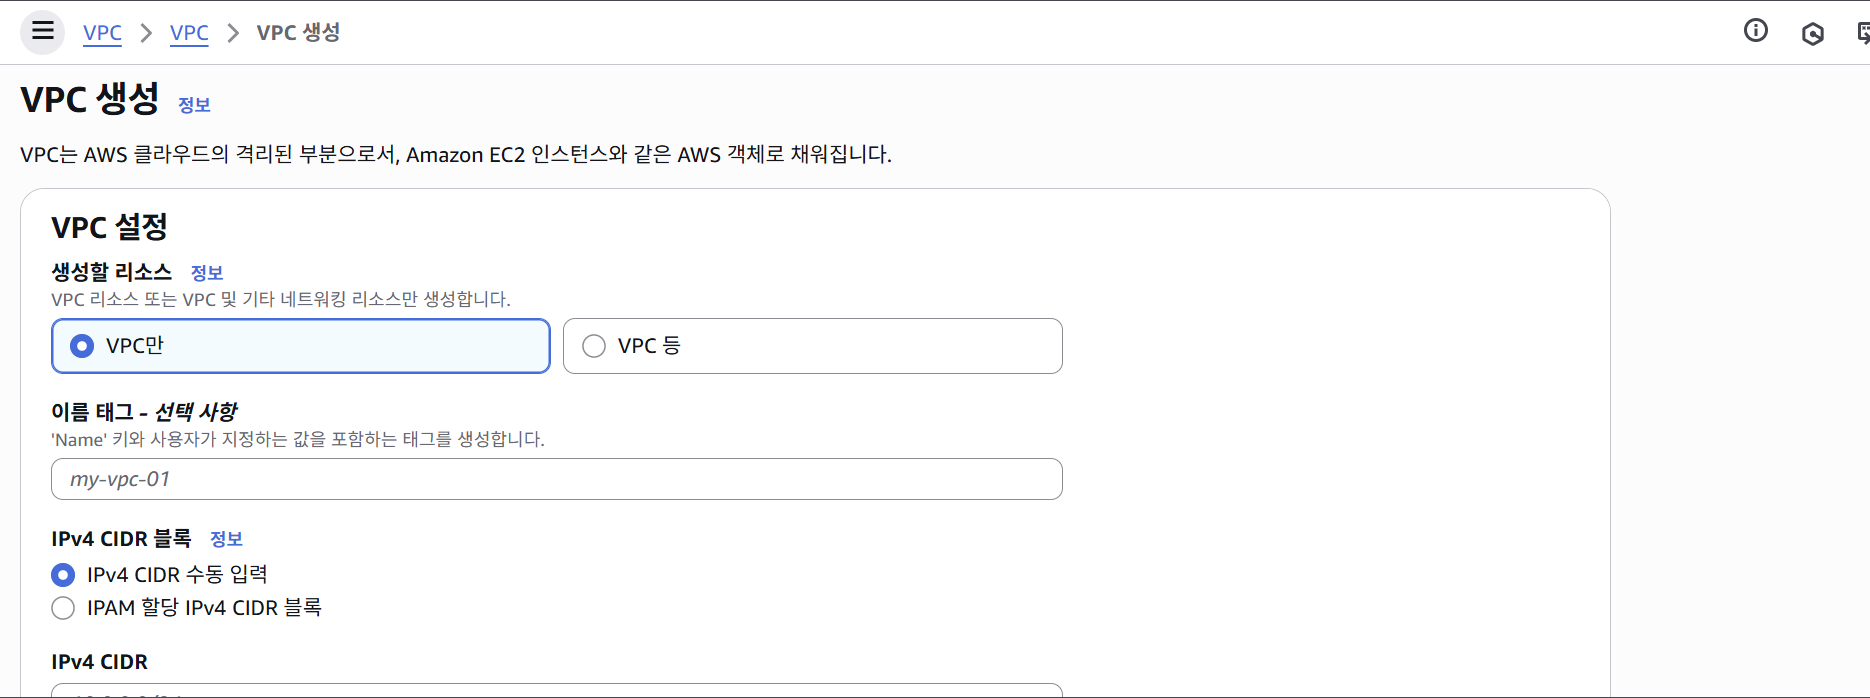 VPC > VPC > VPC 생성
VPC 생성 정보
VPC는 AWS 클라우드의 격리된 부분으로서, Amazon EC2 인스턴스와 같은 AWS 객체로 채워집니다.
VPC 설정
생성할 리소스 정보
VPC 리소스 또는 VPC 및 기타 네트워킹 리소스만 생성합니다.
VPC만 VPC 등
이름 태그 - 선택 사항
'Name' 키와 사용자가 지정하는 값을 포함하는 태그를 생성합니다.
my-vpc-01
IPv4 CIDR 블록 정보
IPv4 CIDR 수동 입력
IPAM 할당 IPv4 CIDR 블록
IPv4 CIDR